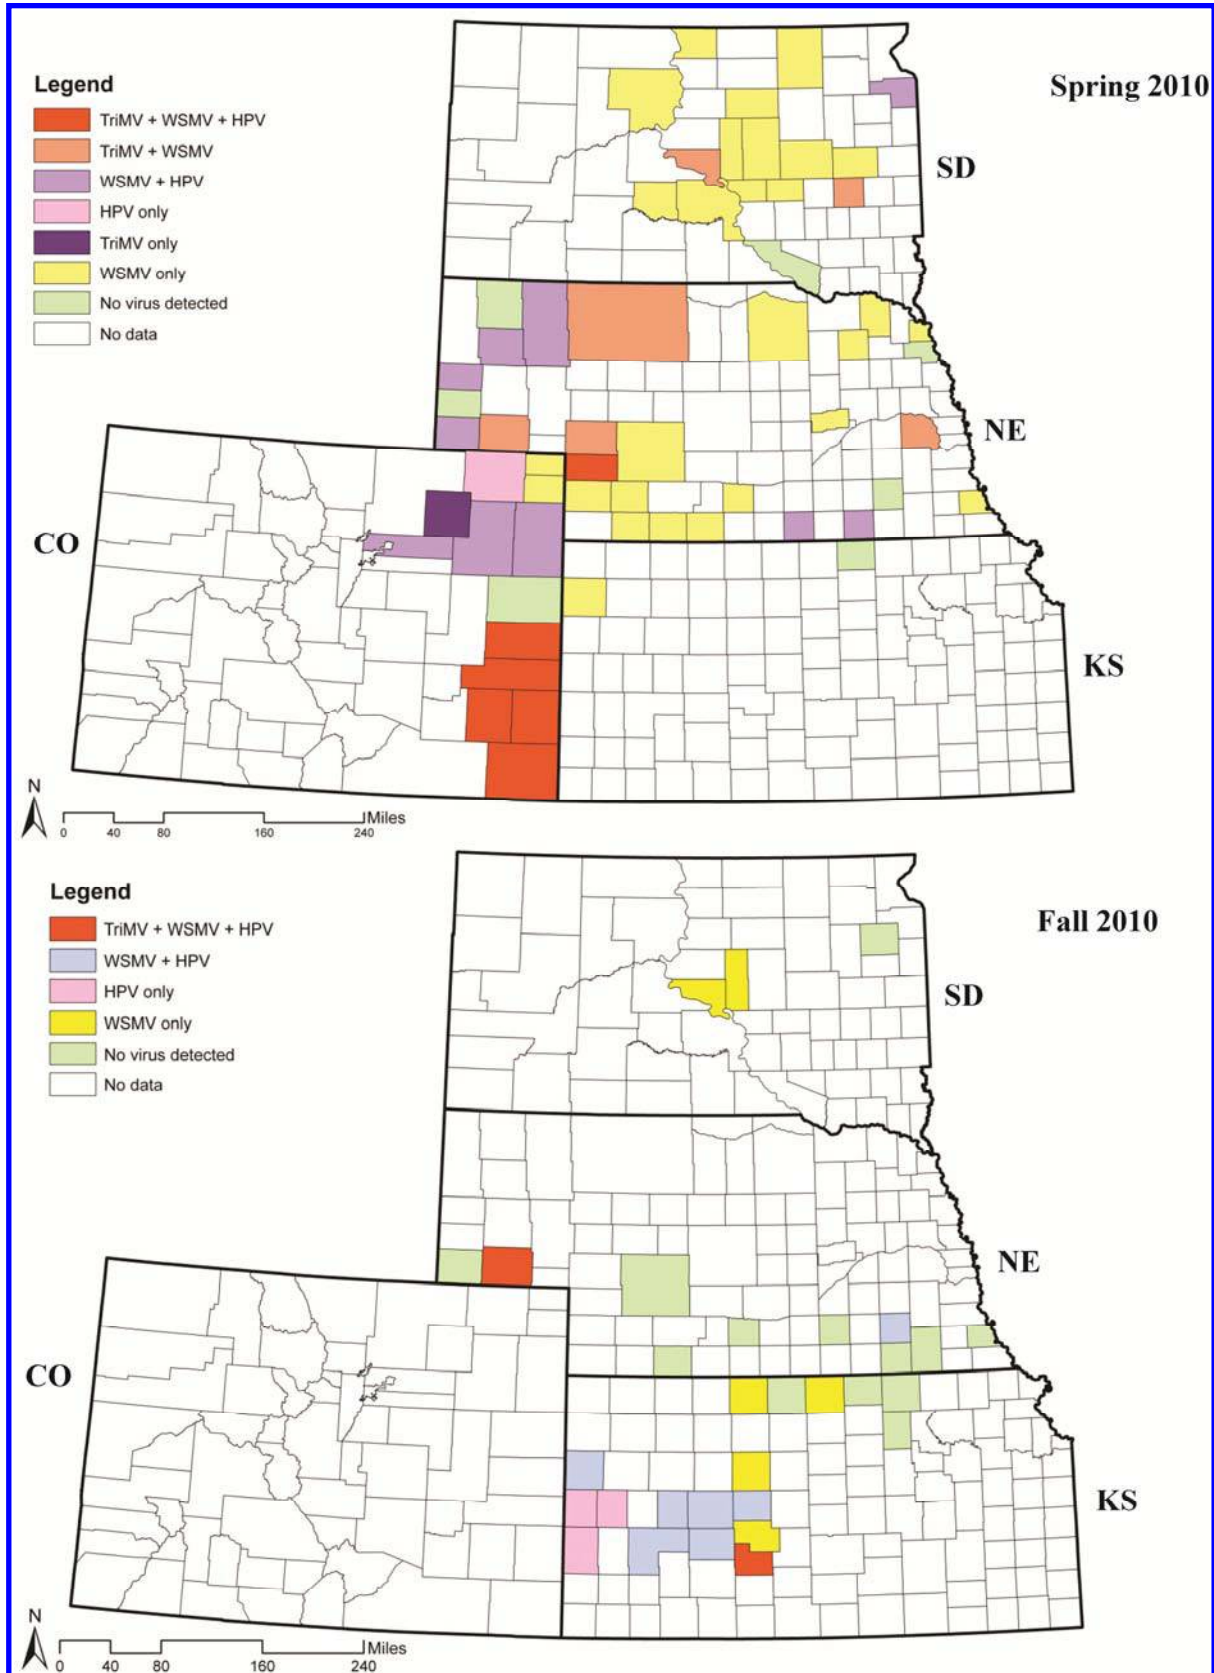 Spring 2010
Legend
TriMV + WSMV + HPV
TriMV + WSMV
WSMV + HPV
HPV only
TriMV only
WSMV only
No virus detected
No data
SD
NE
CO
KS
N
Miles
0 40 80 160 240
Fall 2010
Legend
TriMV + WSMV + HPV
WSMV + HPV
HPV only
WSMV only
No virus detected
No data
SD
NE
CO
KS
N
Miles
0 40 80 160 240